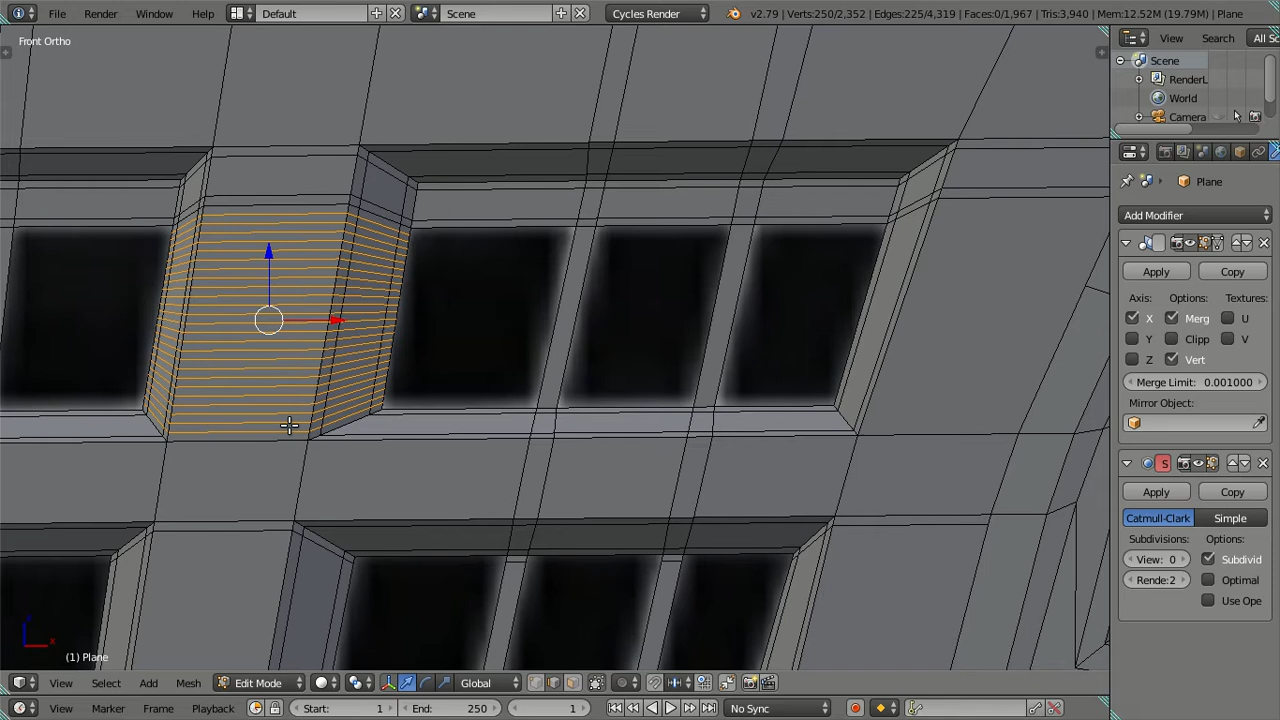 File Render Window Help Default Scene Cycles Render v2.79 | Verts:250/2,352 | Edges:225/4,319 | Faces:0/1,967 | Tris:3,940 | Mem:12.52M (19.79M) | Plane
Front Ortho
View Search All Sc
Scene
RenderL
World
Camera
Plane
Add Modifier
Apply Copy
Axis: Options: Textures:
X Merg U
Y Clipp V
Z Vert
Merge Limit: 0.001000
Mirror Object:
S
Apply Copy
Catmull-Clark Simple
Subdivisions: Options:
View: 0 Subdivid
Rende:2 Optimal
Use Ope
z
x
(1) Plane
View Select Add Mesh Edit Mode Global
View Marker Frame Playback Start: 1 End: 250 1 No Sync